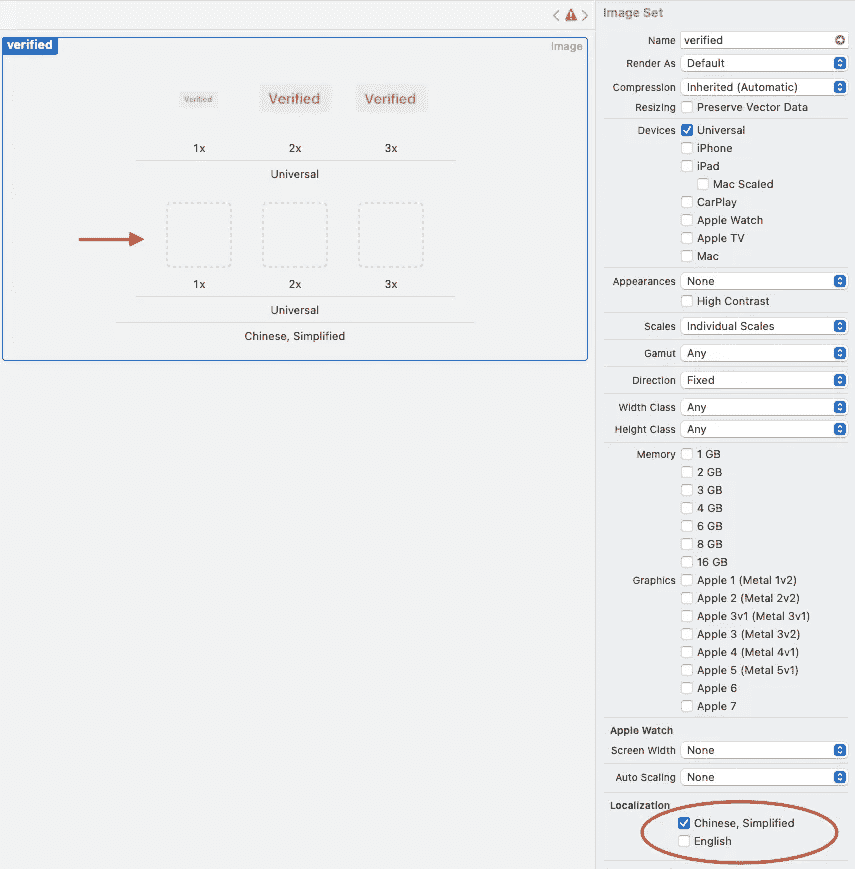 Image Set
verified
Image
Verified
Verified
Verified
1x
2x
3x
Universal
1x
2x
3x
Universal
Chinese, Simplified
Name verified
Render As Default
Compression Inherited (Automatic)
Resizing Preserve Vector Data
Devices Universal
iPhone
iPad
Mac Scaled
CarPlay
Apple Watch
Apple TV
Mac
Appearances None
High Contrast
Scales Individual Scales
Gamut Any
Direction Fixed
Width Class Any
Height Class Any
Memory 1 GB
2 GB
3 GB
4 GB
6 GB
8 GB
16 GB
Graphics Apple 1 (Metal 1v2)
Apple 2 (Metal 2v2)
Apple 3v1 (Metal 3v1)
Apple 3 (Metal 3v2)
Apple 4 (Metal 4v1)
Apple 5 (Metal 5v1)
Apple 6
Apple 7
Apple Watch
Screen Width None
Auto Scaling None
Localization
Chinese, Simplified
English